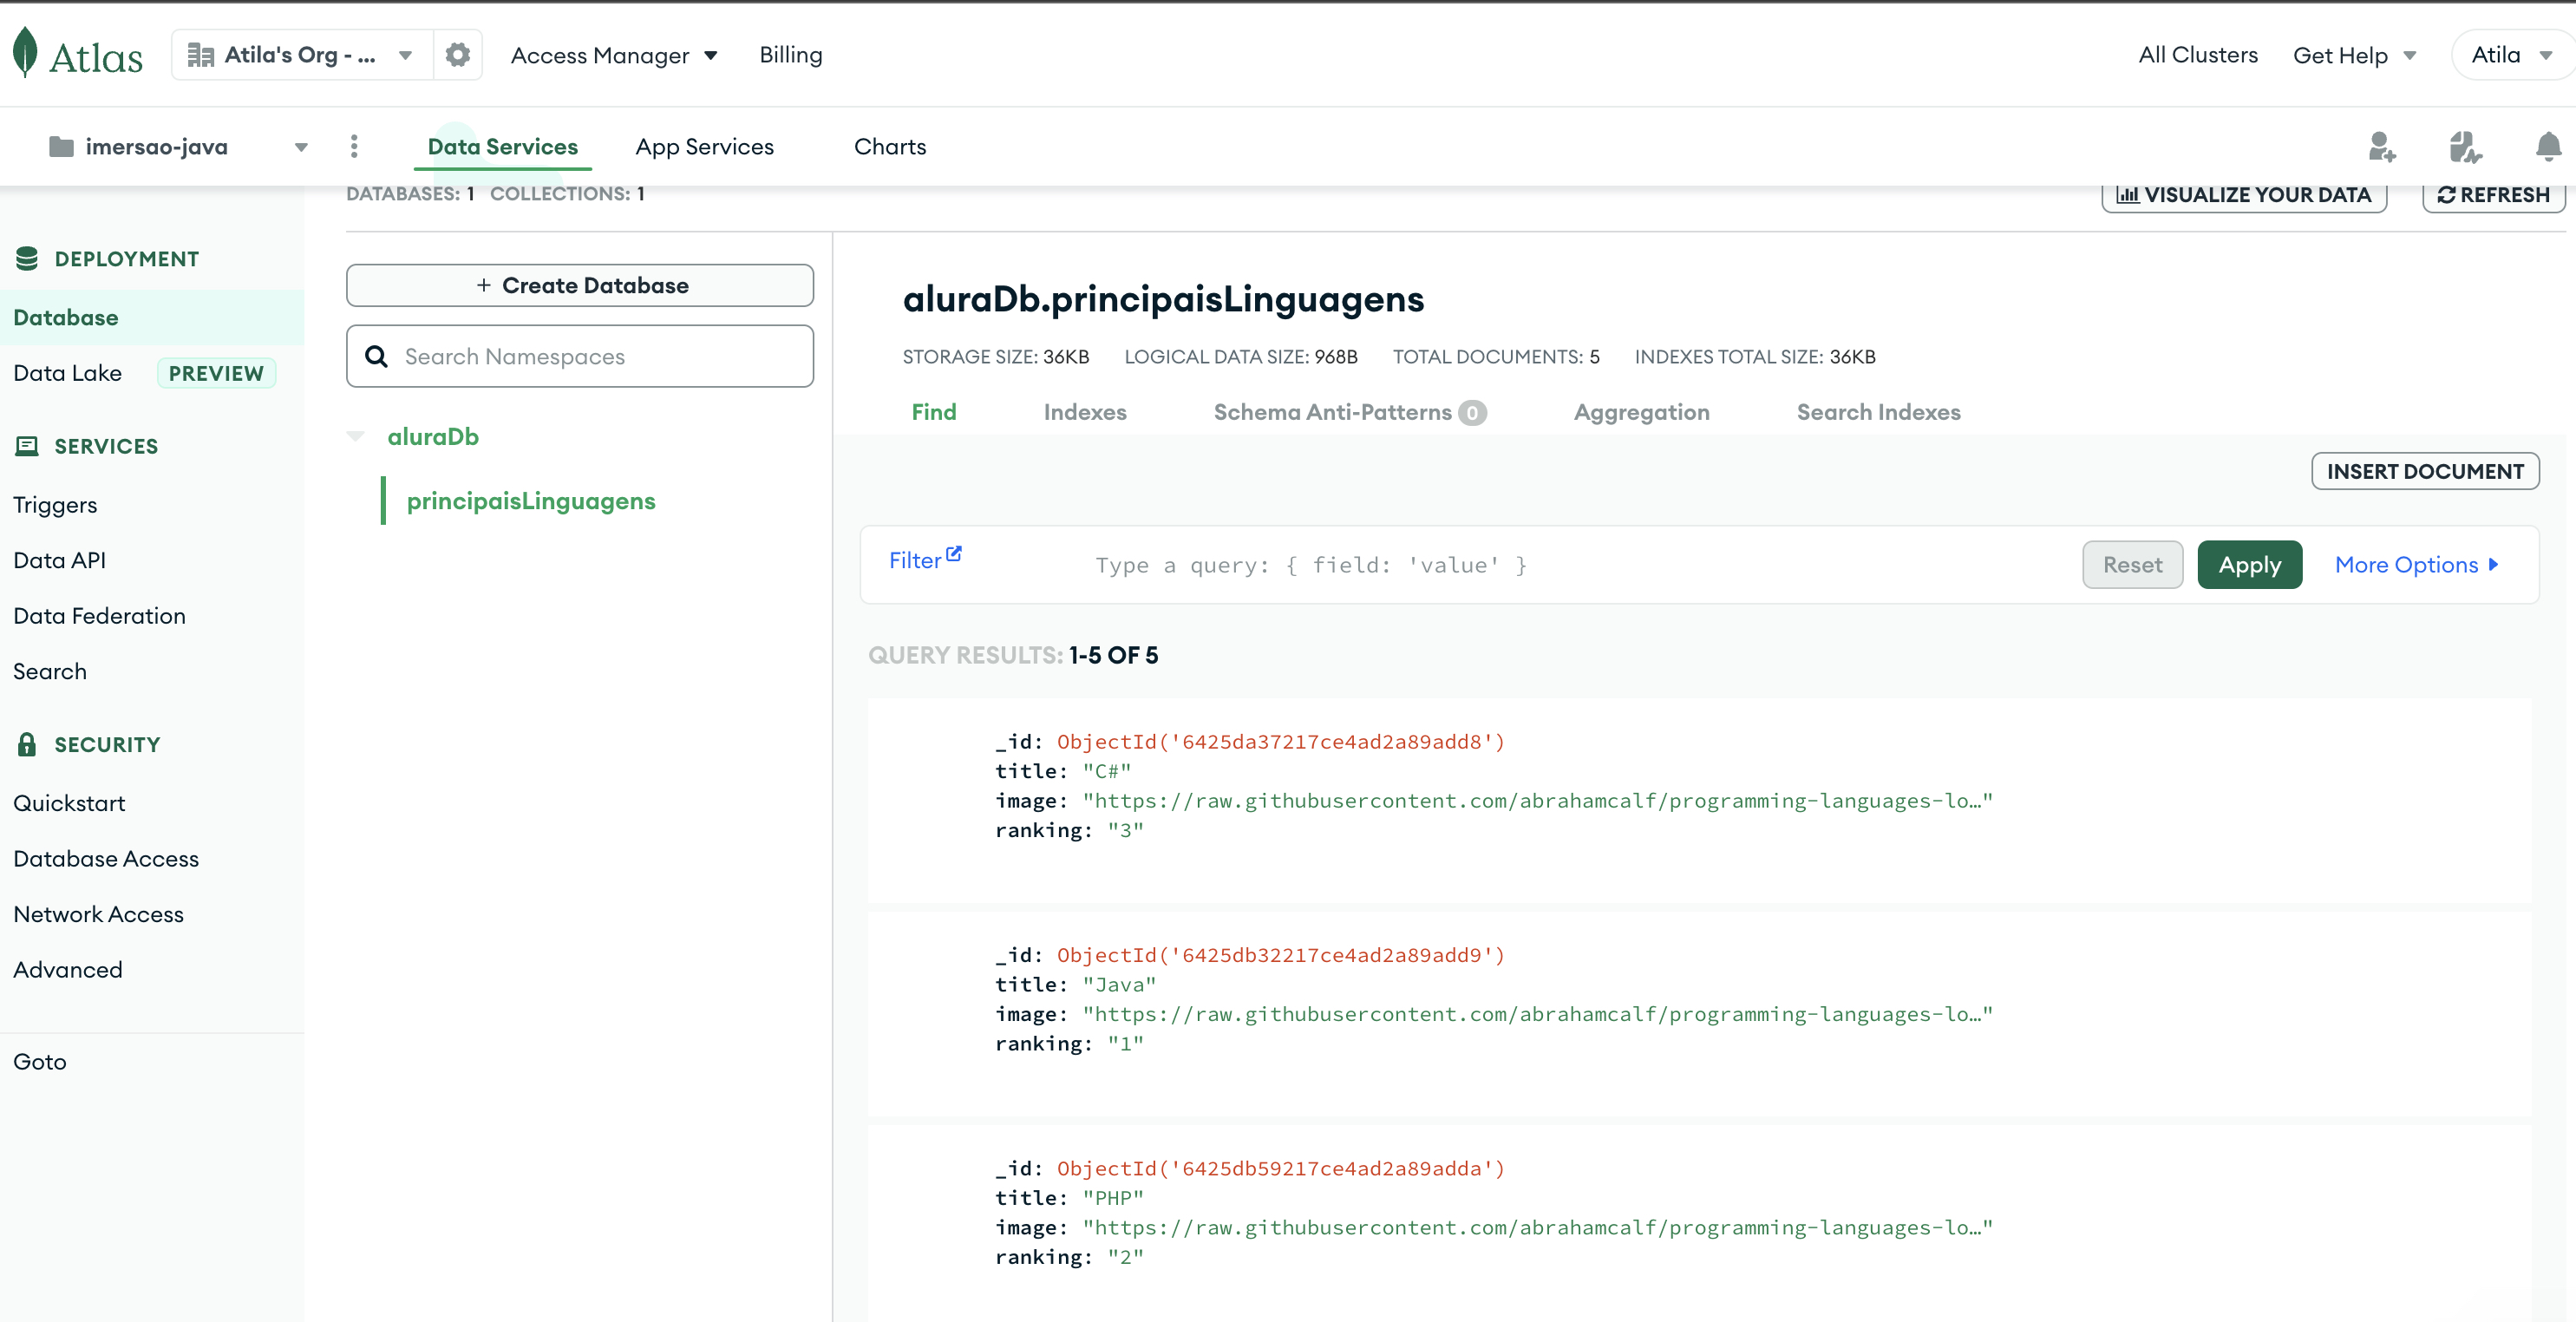 Atlas
Atila's Org - ...
Access Manager
Billing
All Clusters
Get Help
Atila
imersao-java
Data Services
App Services
Charts
DATABASES: 1 COLLECTIONS: 1
VISUALIZE YOUR DATA
REFRESH
DEPLOYMENT
Database
Data Lake PREVIEW
SERVICES
Triggers
Data API
Data Federation
Search
SECURITY
Quickstart
Database Access
Network Access
Advanced
Goto
+ Create Database
Search Namespaces
aluraDb
principaisLinguagens
aluraDb.principaisLinguagens
STORAGE SIZE: 36KB LOGICAL DATA SIZE: 968B TOTAL DOCUMENTS: 5 INDEXES TOTAL SIZE: 36KB
Find Indexes Schema Anti-Patterns 0 Aggregation Search Indexes
INSERT DOCUMENT
Filter
Type a query: { field: 'value' }
Reset
Apply
More Options
QUERY RESULTS: 1-5 OF 5
_id: ObjectId('6425da37217ce4ad2a89add8')
title: "C#"
image: "https://raw.githubusercontent.com/abrahamcalf/programming-languages-lo…"
ranking: "3"
_id: ObjectId('6425db32217ce4ad2a89add9')
title: "Java"
image: "https://raw.githubusercontent.com/abrahamcalf/programming-languages-lo…"
ranking: "1"
_id: ObjectId('6425db59217ce4ad2a89adda')
title: "PHP"
image: "https://raw.githubusercontent.com/abrahamcalf/programming-languages-lo…"
ranking: "2"